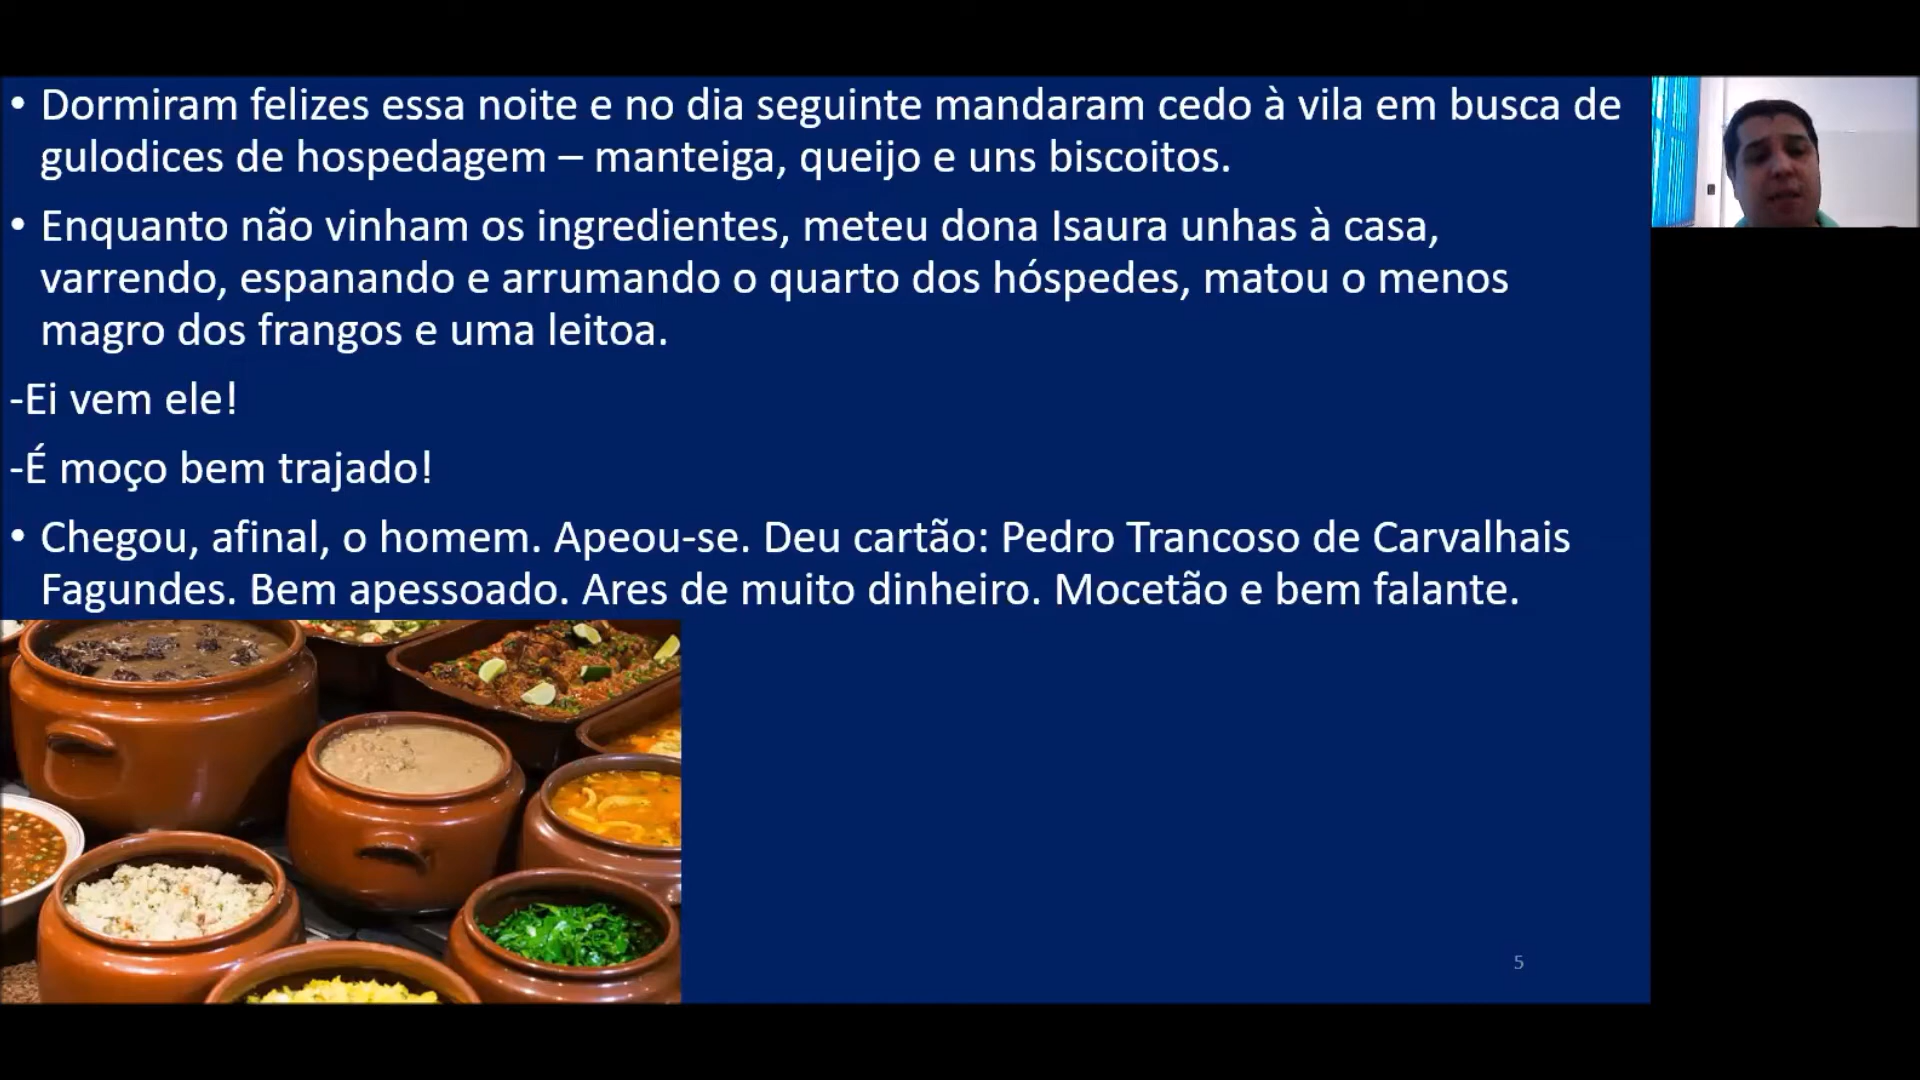 • Dormiram felizes essa noite e no dia seguinte mandaram cedo à vila em busca de
gulodices de hospedagem – manteiga, queijo e uns biscoitos.
• Enquanto não vinham os ingredientes, meteu dona Isaura unhas à casa,
varrendo, espanando e arrumando o quarto dos hóspedes, matou o menos
magro dos frangos e uma leitoa.
-Ei vem ele!
-É moço bem trajado!
• Chegou, afinal, o homem. Apeou-se. Deu cartão: Pedro Trancoso de Carvalhais
Fagundes. Bem apessoado. Ares de muito dinheiro. Mocetão e bem falante.
5